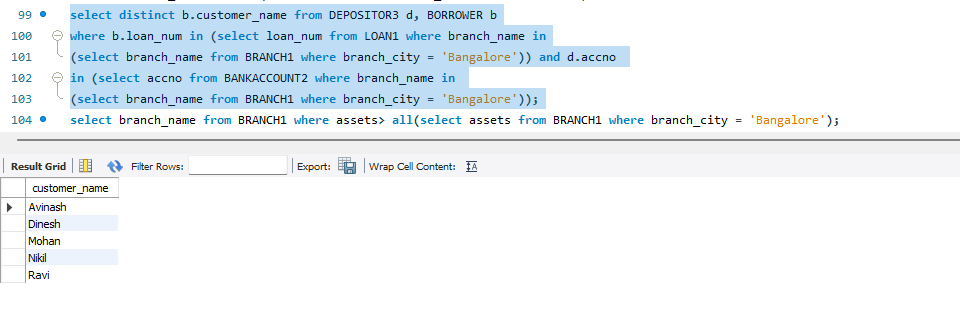 99 select distinct b.customer_name from DEPOSITOR3 d, BORROWER b
100 where b.loan_num in (select loan_num from LOAN1 where branch_name in
101 (select branch_name from BRANCH1 where branch_city = 'Bangalore')) and d.accno
102 in (select accno from BANKACCOUNT2 where branch_name in
103 (select branch_name from BRANCH1 where branch_city = 'Bangalore'));
104 select branch_name from BRANCH1 where assets> all(select assets from BRANCH1 where branch_city = 'Bangalore');
Result Grid Filter Rows: Export: Wrap Cell Content:
customer_name
Avinash
Dinesh
Mohan
Nikil
Ravi